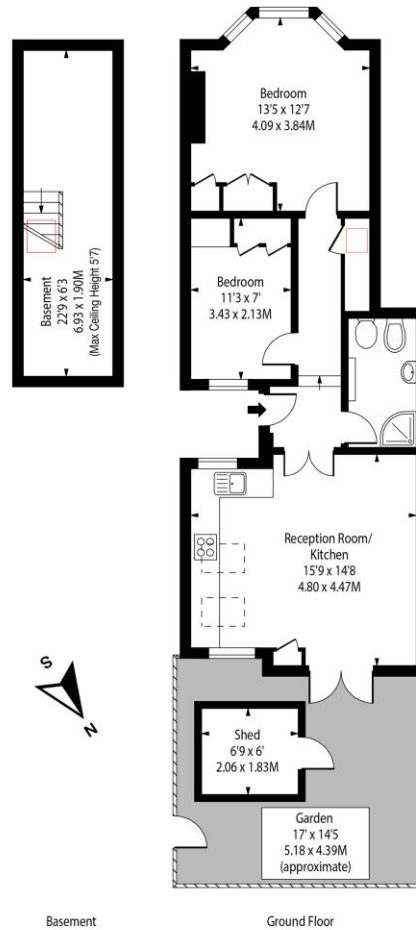 Bedroom
13'5 x 12'7
4.09 x 3.84M
Basement
22'9 x 6'3
6.93 x 1.90M
(Max Ceiling Height 5'7)
Bedroom
11'3 x 7'
3.43 x 2.13M
Reception Room/
Kitchen
15'9 x 14'8
4.80 x 4.47M
S
N
Shed
6'9 x 6'
2.06 x 1.83M
Garden
17' x 14'5
5.18 x 4.39M
(approximate)
Basement
Ground Floor